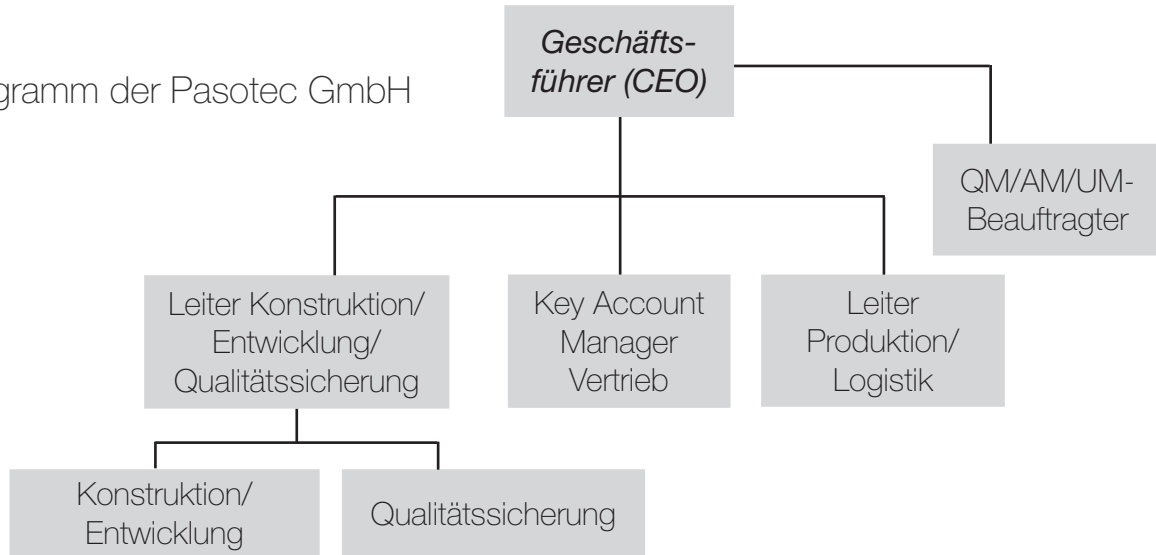 Geschäfts-
führer (CEO)
gramm der Pasotec GmbH
QM/AM/UM-
Beauftragter
Leiter Konstruktion/
Entwicklung/
Qualitätssicherung
Key Account
Manager
Vertrieb
Leiter
Produktion/
Logistik
Konstruktion/
Entwicklung
Qualitätssicherung